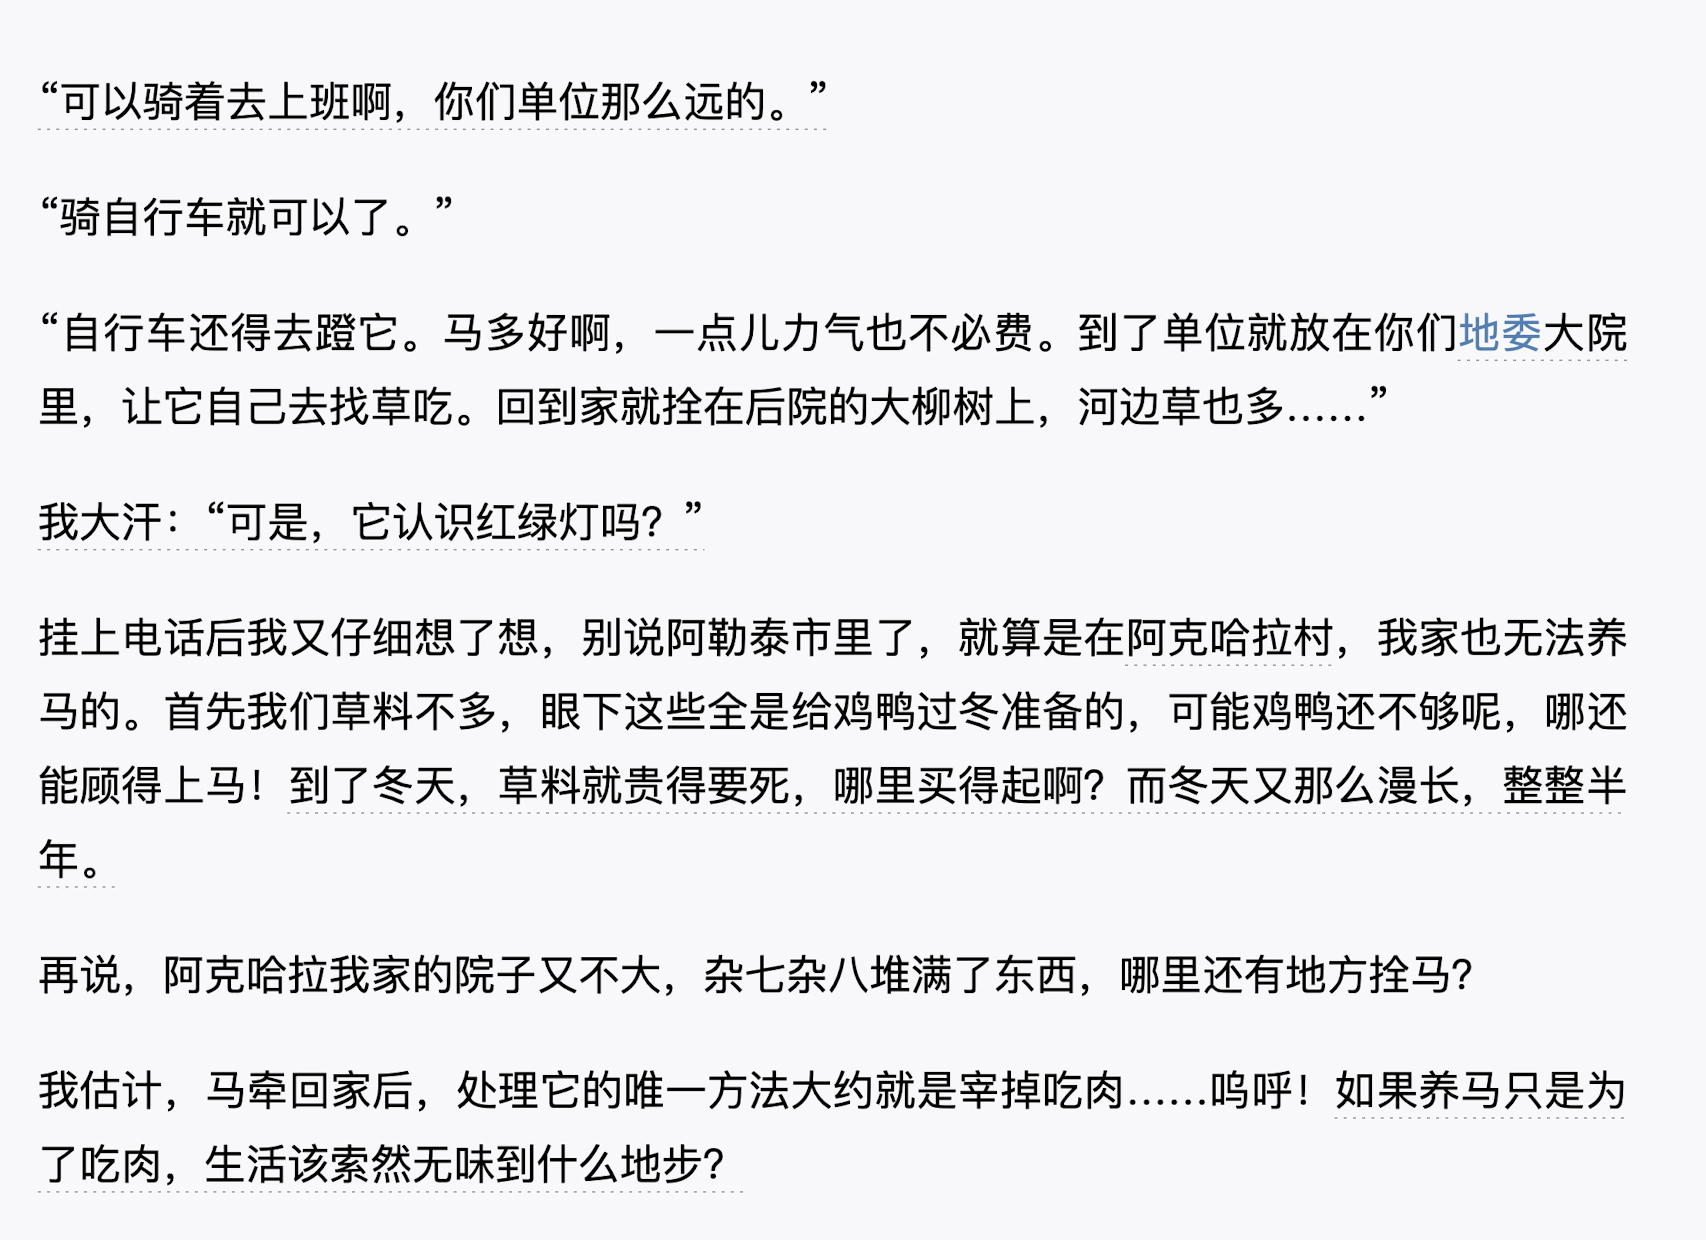 “可以骑着去上班啊，你们单位那么远的。”
“骑自行车就可以了。”
“自行车还得去蹬它。马多好啊，一点儿力气也不必费。到了单位就放在你们地委大院
里，让它自己去找草吃。回到家就拴在后院的大柳树上，河边草也多……”
我大汗：“可是，它认识红绿灯吗？”
挂上电话后我又仔细想了想，别说阿勒泰市里了，就算是在阿克哈拉村，我家也无法养
马的。首先我们草料不多，眼下这些全是给鸡鸭过冬准备的，可能鸡鸭还不够呢，哪还
能顾得上马！到了冬天，草料就贵得要死，哪里买得起啊？而冬天又那么漫长，整整半
年。
再说，阿克哈拉我家的院子又不大，杂七杂八堆满了东西，哪里还有地方拴马？
我估计，马牵回家后，处理它的唯一方法大约就是宰掉吃肉……呜呼！如果养马只是为
了吃肉，生活该索然无味到什么地步？